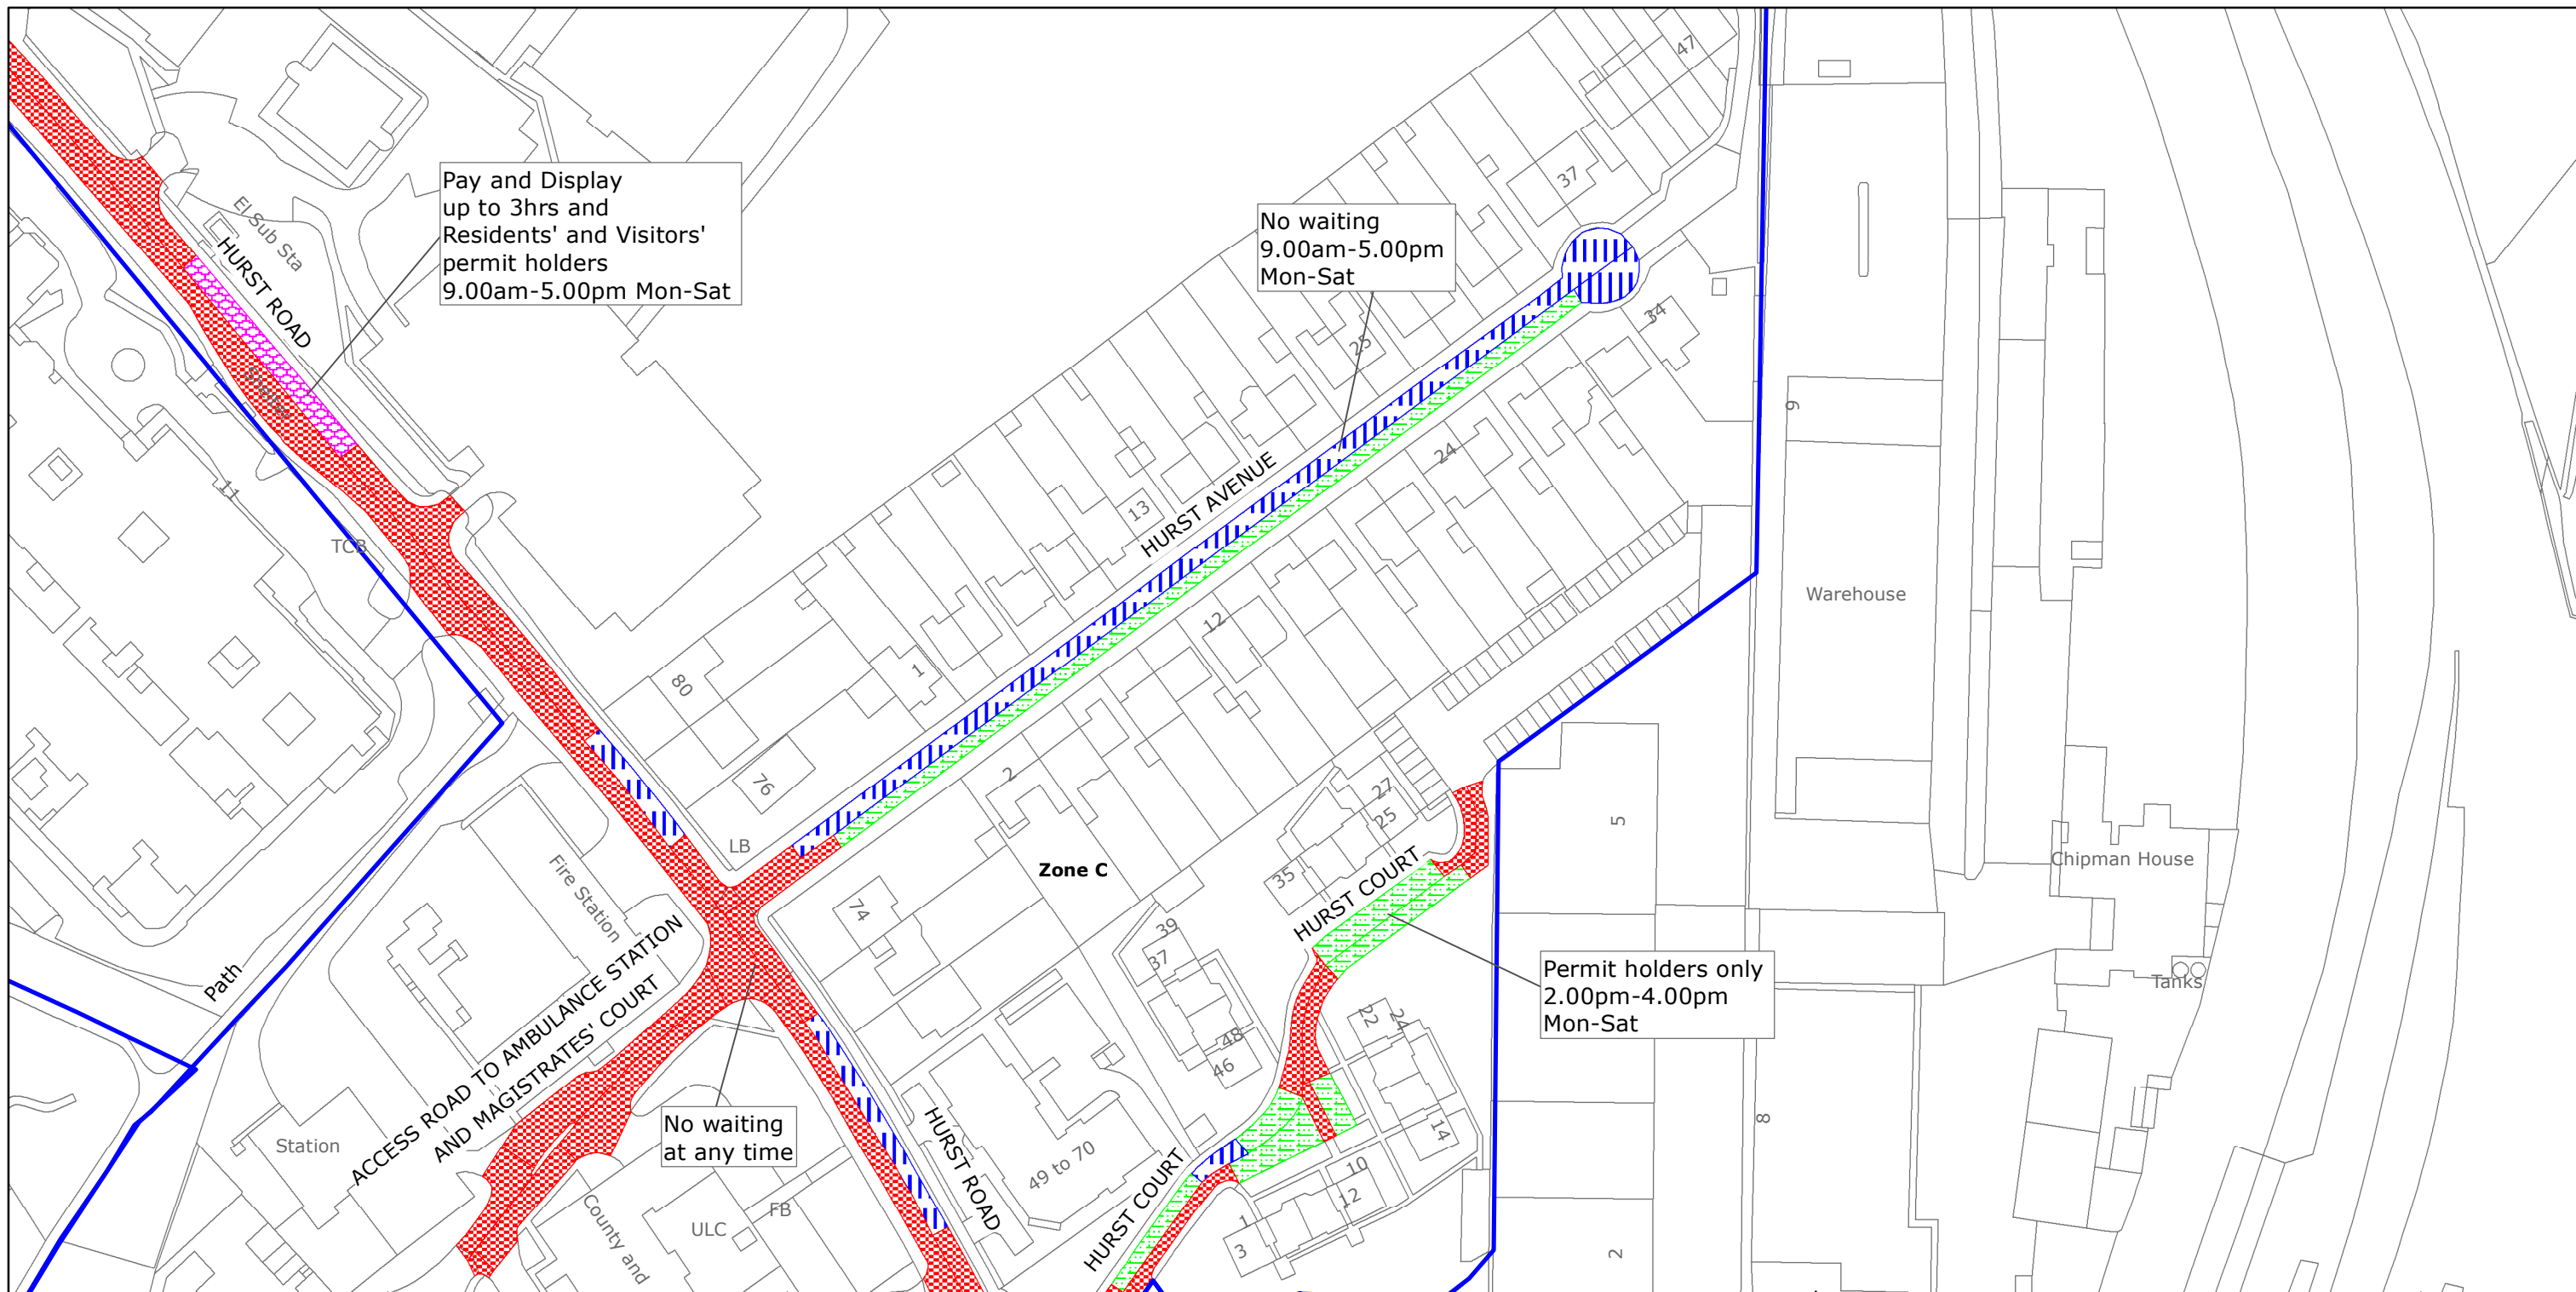 47
37
El Sub Sta
HURST ROAD
Pay and Display
up to 3hrs and
Residents' and Visitors'
permit holders
9.00am-5.00pm Mon-Sat
No waiting
9.00am-5.00pm
Mon-Sat
34
25
9
24
11
13
HURST AVENUE
TCB
Warehouse
12
1
80
2
76
27
25
5
LB
Zone C
Chipman House
Fire Station
74
35
HURST COURT
39
37
Path
ACCESS ROAD TO AMBULANCE STATION
AND MAGISTRATES' COURT
Permit holders only
2.00pm-4.00pm
Mon-Sat
Tanks
22
24
48
46
No waiting
at any time
Station
8
14
HURST ROAD
49 to 70
10
12
HURST COURT
1
3
County and
ULC
FB
2